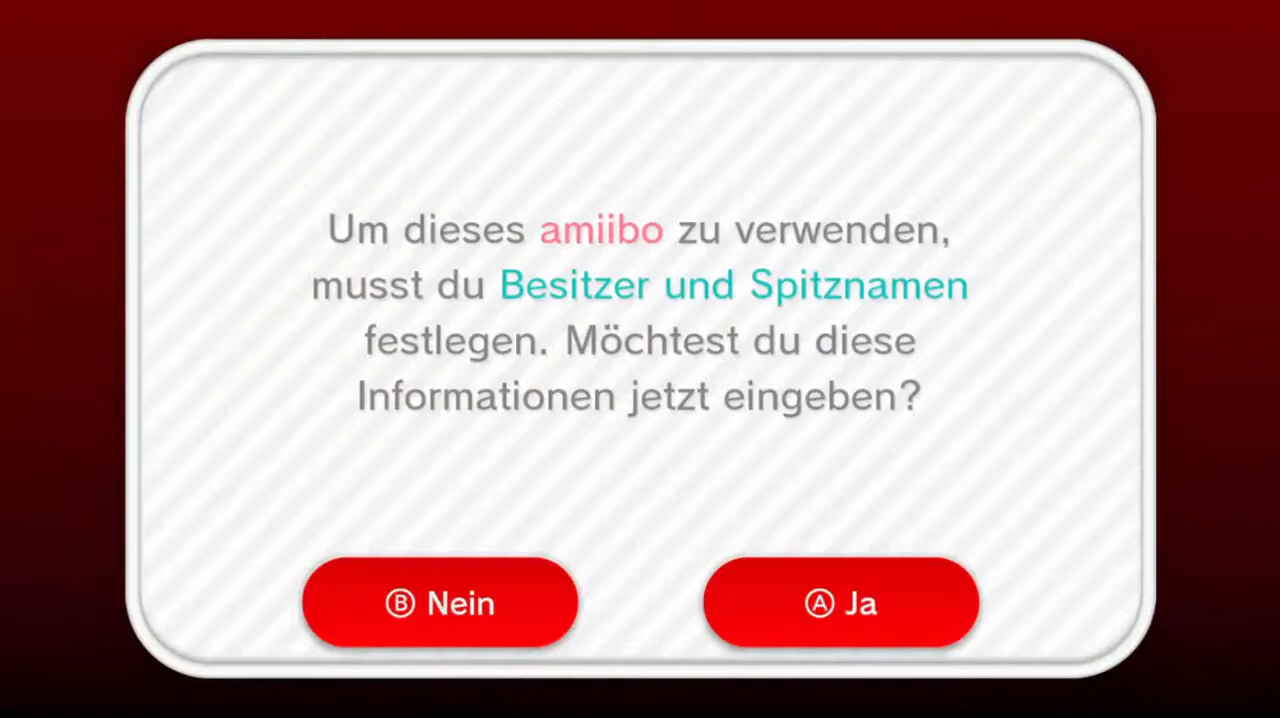 Um dieses amiibo zu verwenden,
musst du Besitzer und Spitznamen
festlegen. Möchtest du diese
Informationen jetzt eingeben?
Ⓑ Nein
Ⓐ Ja